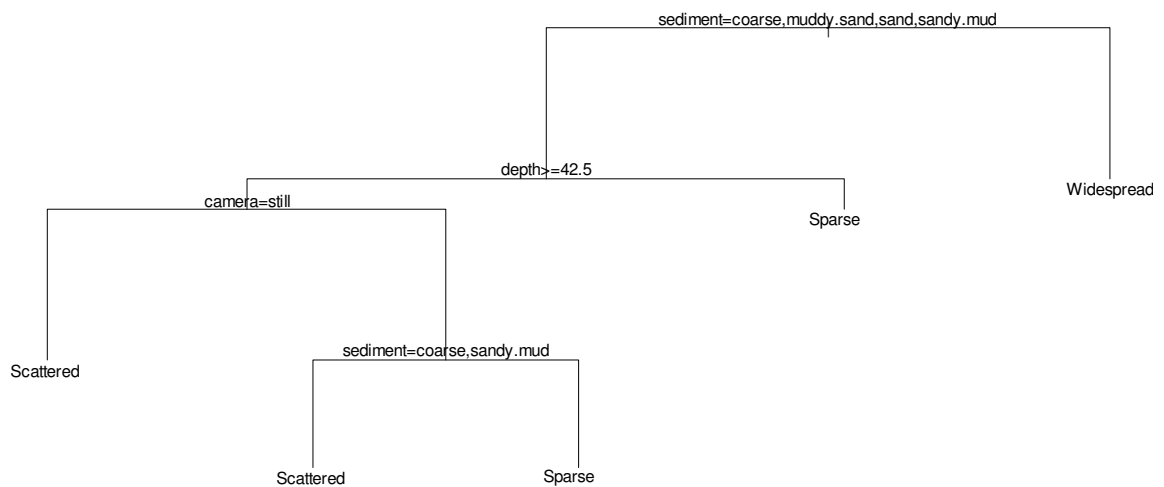 sediment=coarse,muddy.sand,sand,sandy.mud
depth>=42.5
Widespread
camera=still
Sparse
sediment=coarse,sandy.mud
Scattered
Scattered
Sparse